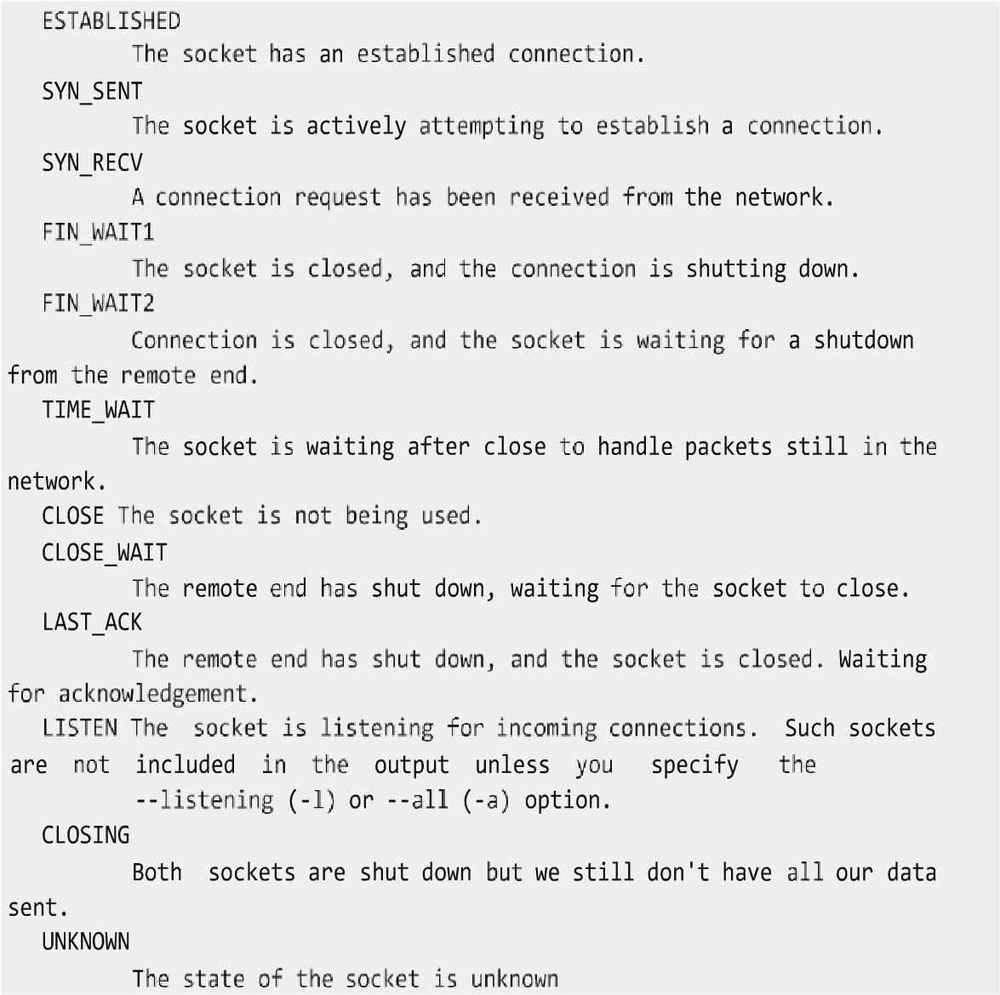 ESTABLISHED
The socket has an established connection.
SYN_SENT
The socket is actively attempting to establish a connection.
SYN_RECV
A connection request has been received from the network.
FIN_WAIT1
The socket is closed, and the connection is shutting down.
FIN_WAIT2
Connection is closed, and the socket is waiting for a shutdown
from the remote end.
TIME_WAIT
The socket is waiting after close to handle packets still in the
network.
CLOSE The socket is not being used.
CLOSE_WAIT
The remote end has shut down, waiting for the socket to close.
LAST_ACK
The remote end has shut down, and the socket is closed. Waiting
for acknowledgement.
LISTEN The socket is listening for incoming connections. Such sockets
are not included in the output unless you specify the
--listening (-l) or --all (-a) option.
CLOSING
Both sockets are shut down but we still don't have all our data
sent.
UNKNOWN
The state of the socket is unknown